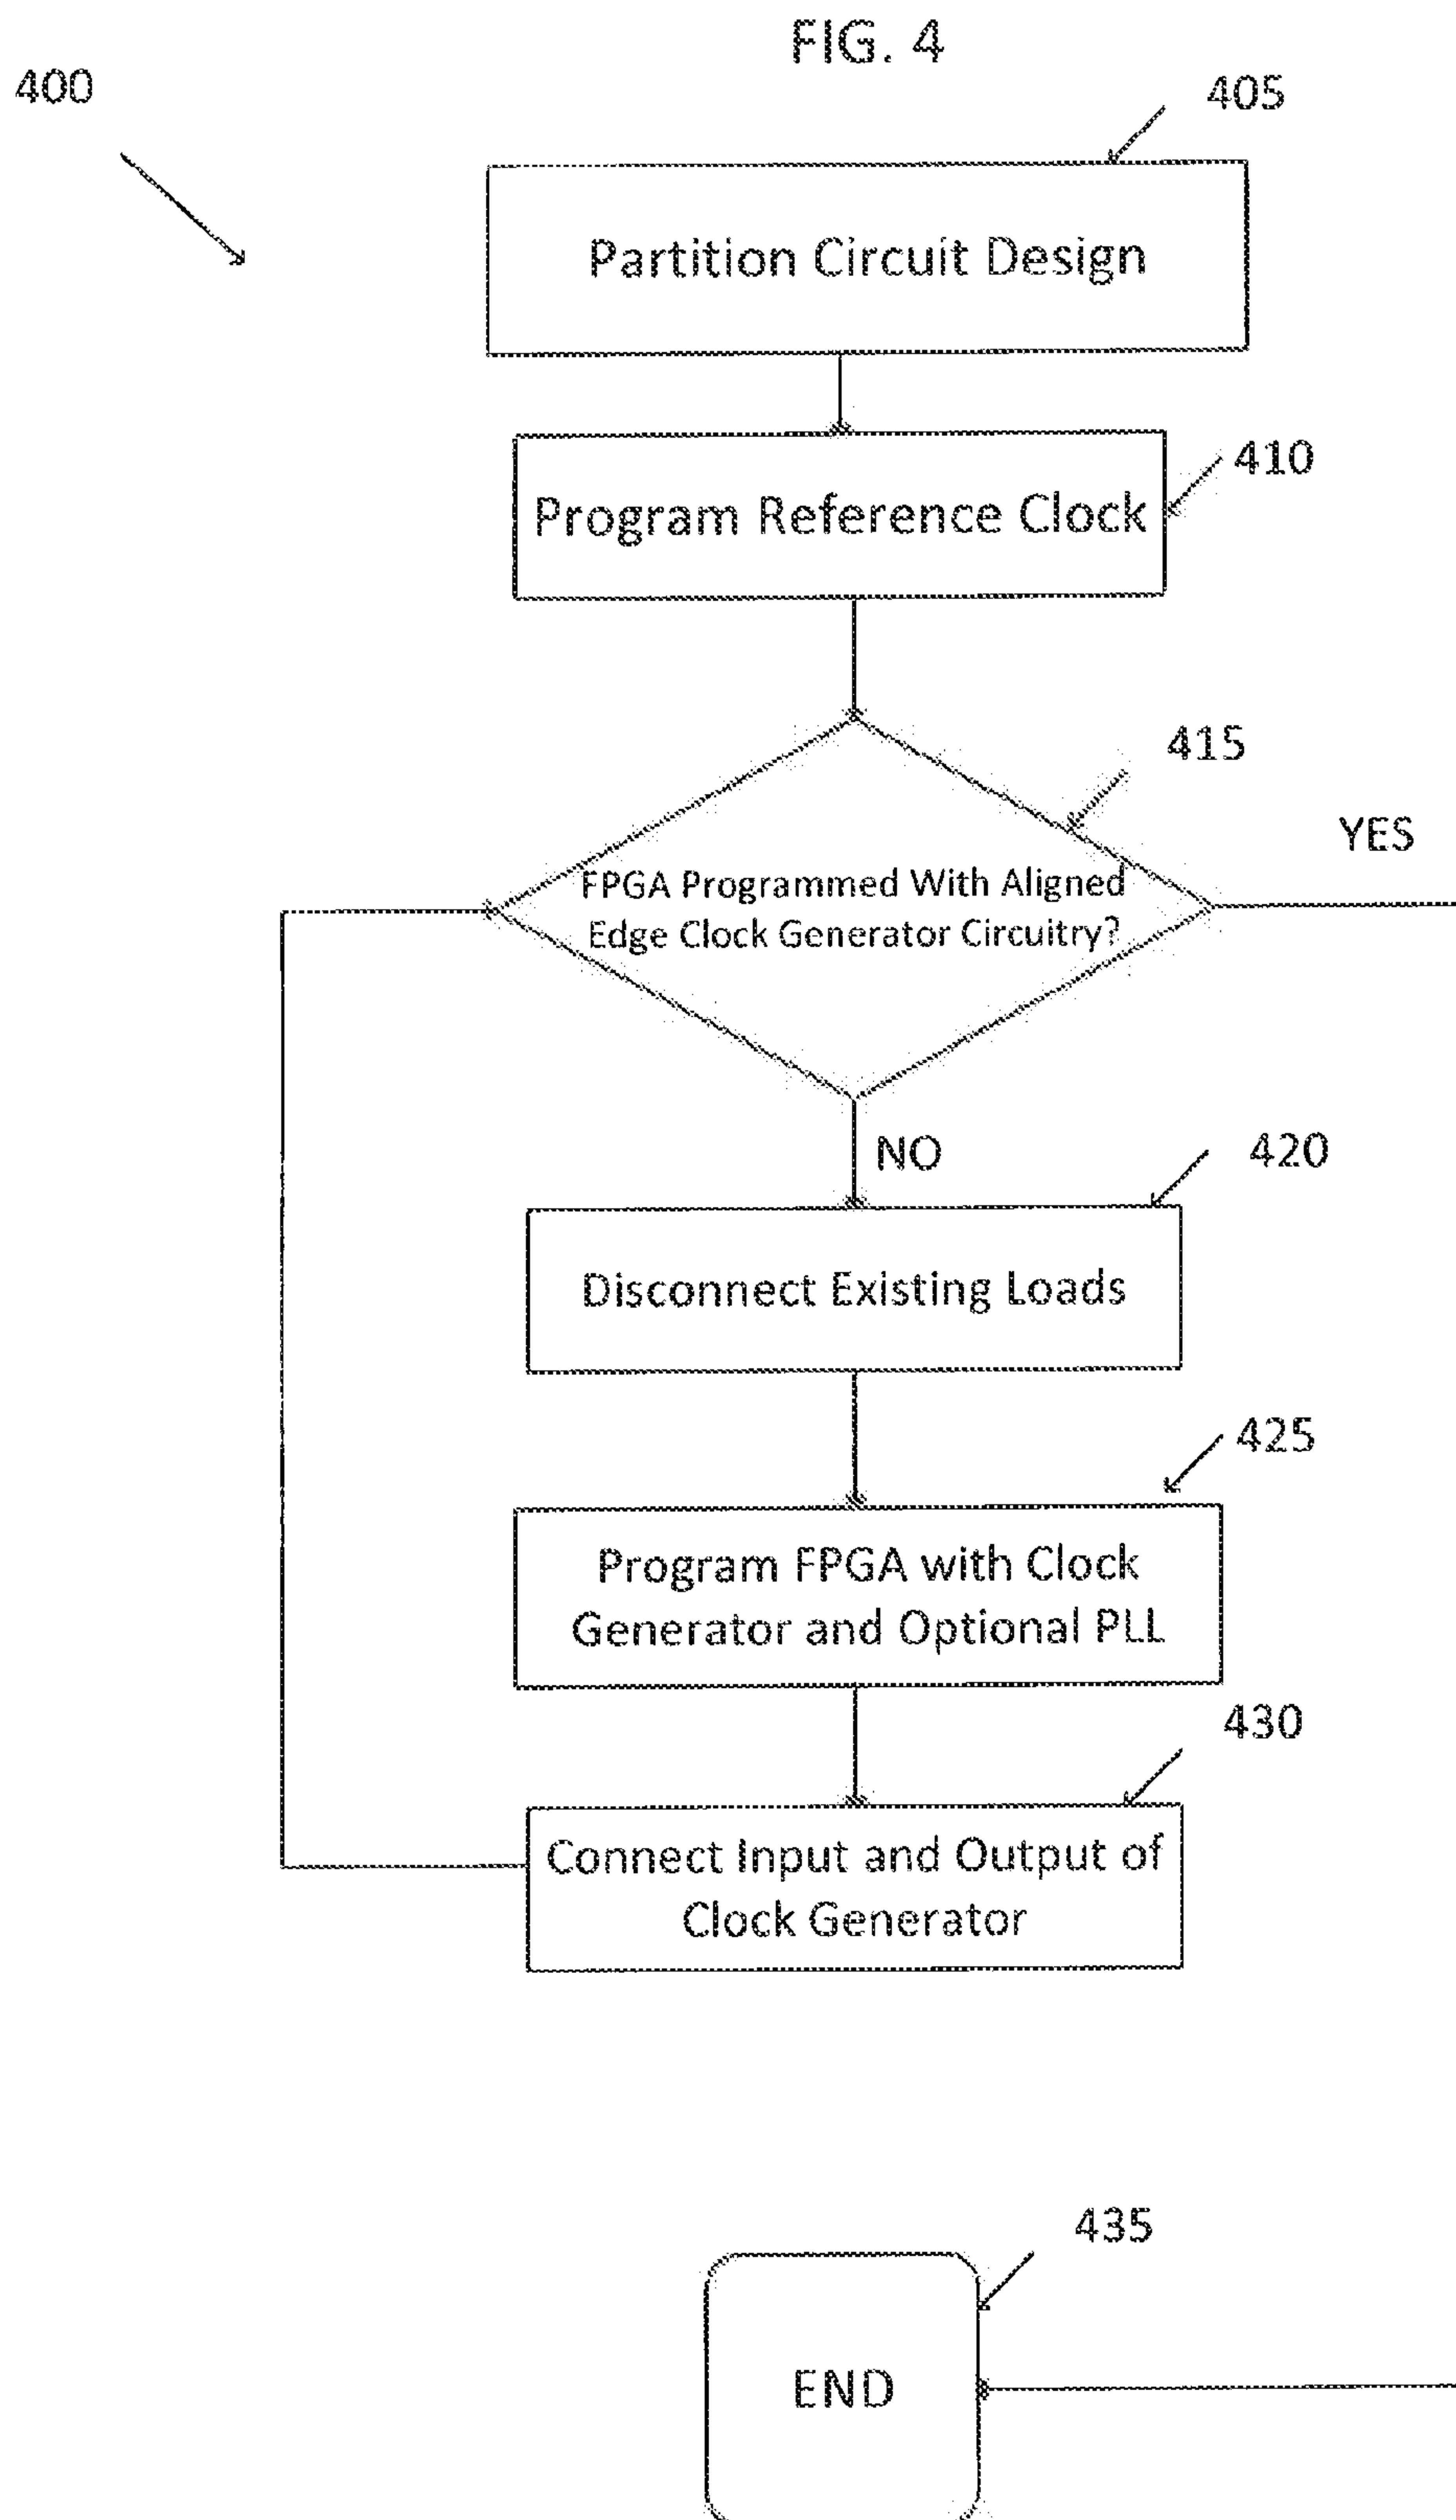 FIG. 4
400
405
Partition Circuit Design
410
Program Reference Clock
415
YES
FPGA Programmed With Aligned
Edge Clock Generator Circuitry?
NO
420
Disconnect Existing Loads
425
Program FPGA with Clock
Generator and Optional PLL
430
Connect Input and Output of
Clock Generator
435
END